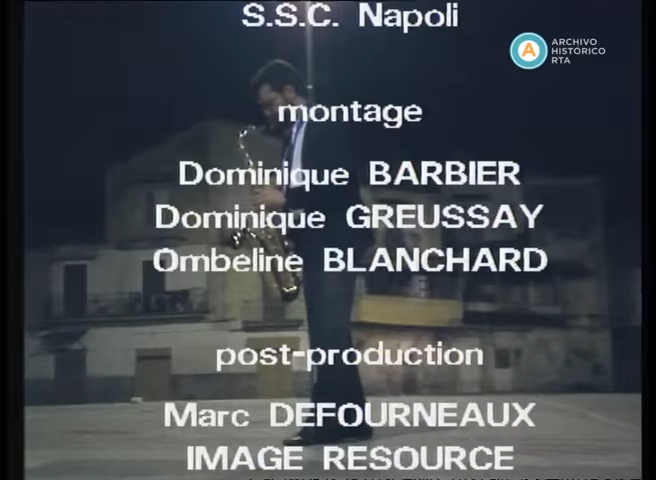 S.S.C. Napoli
ARCHIVO
HISTÓRICO
RTA
A
montage
Dominique BARBIER
Dominique GREUSSAY
Ombeline BLANCHARD
post-production
Marc DEFOURNEAUX
IMAGE RESOURCE